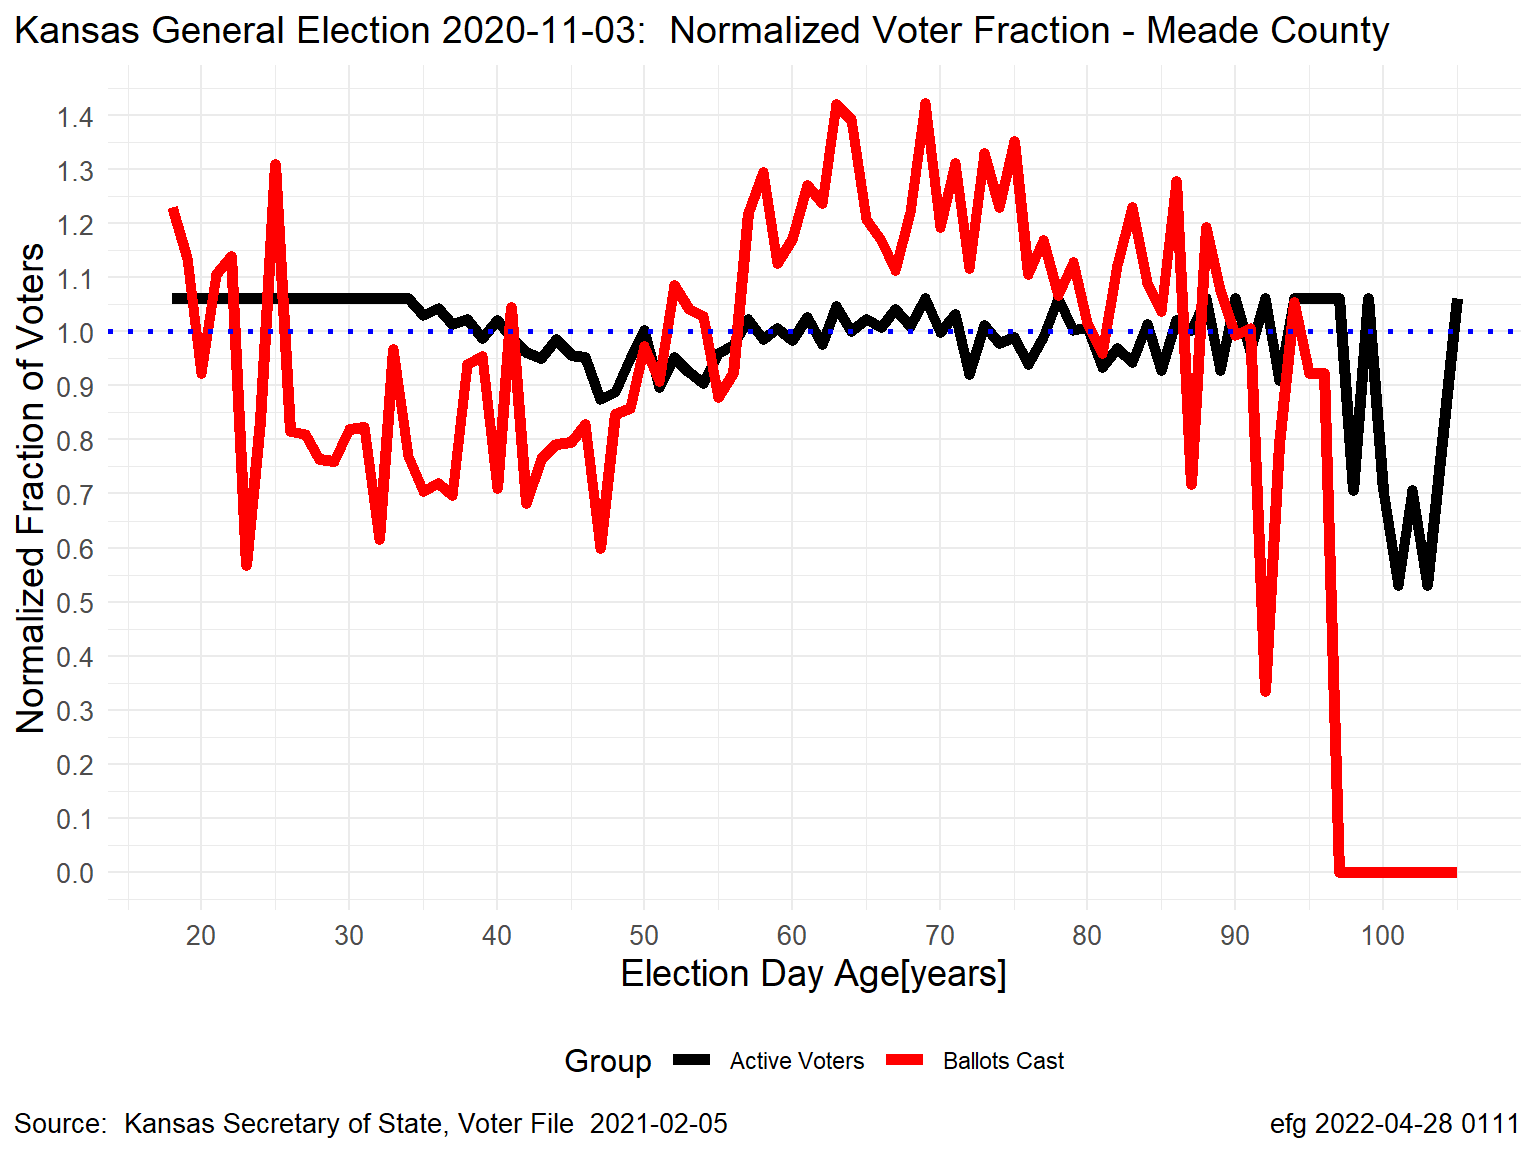 Kansas General Election 2020-11-03:  Normalized Voter Fraction - Meade County
Normalized Fraction of Voters
1.4
1.3
1.2
1.1
1.0
0.9
0.8
0.7
0.6
0.5
0.4
0.3
0.2
0.1
0.0
20 30 40 50 60 70 80 90 100
Election Day Age[years]
Group Active Voters Ballots Cast
Source:  Kansas Secretary of State, Voter File  2021-02-05
efg 2022-04-28 0111